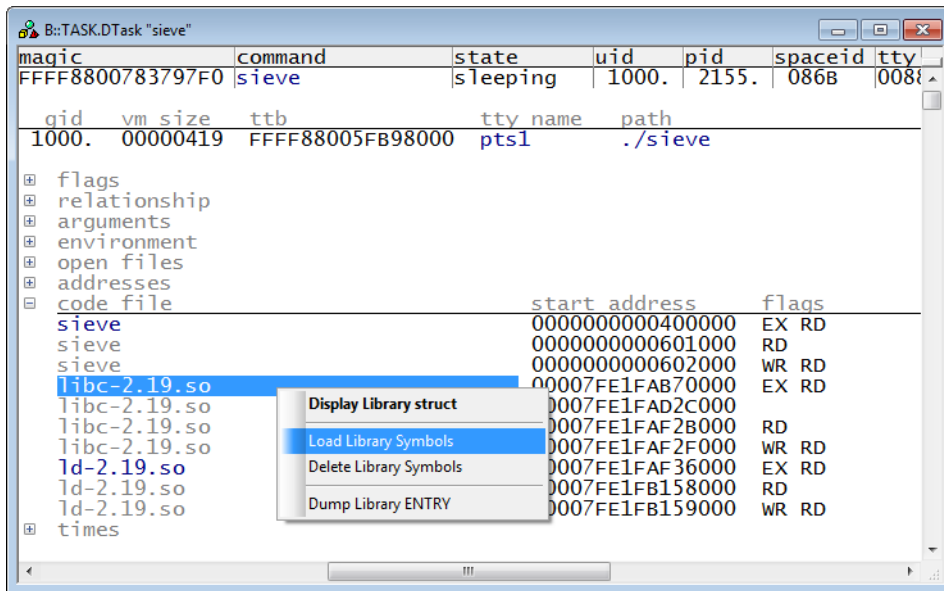 B::TASK.DTask "sieve"
magic command state uid pid spaceid tty
FFFF8800783797F0 sieve sleeping 1000. 2155. 086B 008
gid vm size ttb tty name path
1000. 00000419 FFFF88005FB98000 pts1 ./sieve
flags
relationship
arguments
environment
open files
addresses
code file start address flags
sieve 0000000000400000 EX RD
sieve 0000000000601000 RD
sieve 0000000000602000 WR RD
libc-2.19.so 00007FE1FAB70000 EX RD
libc-2.19.so 0007FE1FAD2C000
libc-2.19.so 0007FE1FAF2B000 RD
libc-2.19.so 0007FE1FAF2F000 WR RD
ld-2.19.so 0007FE1FAF36000 EX RD
ld-2.19.so 0007FE1FB158000 RD
ld-2.19.so 0007FE1FB159000 WR RD
times
Display Library struct
Load Library Symbols
Delete Library Symbols
Dump Library ENTRY